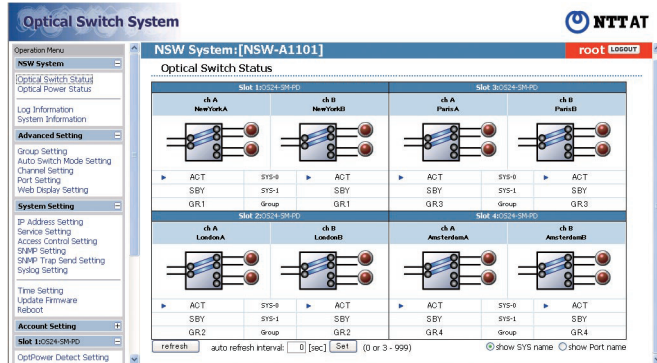 Optical Switch System
NTT AT
Operation Menu
NSW System
Optical Switch Status
Optical Power Status
Log Information
System Information
Advanced Setting
Group Setting
Auto Switch Mode Setting
Channel Setting
Port Setting
Web Display Setting
System Setting
IP Address Setting
Service Setting
Access Control Setting
SNMP Setting
SNMP Trap Send Setting
Syslog Setting
Time Setting
Update Firmware
Reboot
Account Setting
Slot 1:OS24-SM-PD
OptPower Detect Setting
NSW System:[NSW-A1101]
root LOGOUT
Optical Switch Status
Slot 1:OS24-SM-PD
ch A ch B
NewYorkA NewYorkB
ACT SYS-0 ACT
SBY SYS-1 SBY
GR1 Group GR1
Slot 3:OS24-SM-PD
ch A ch B
ParisA ParisB
ACT SYS-0 ACT
SBY SYS-1 SBY
GR3 Group GR3
Slot 2:OS24-SM-PD
ch A ch B
LondonA LondonB
ACT SYS-0 ACT
SBY SYS-1 SBY
GR2 Group GR2
Slot 4:OS24-SM-PD
ch A ch B
AmsterdamA AmsterdamB
ACT SYS-0 ACT
SBY SYS-1 SBY
GR4 Group GR4
refresh auto refresh interval: 0 [sec] Set (0 or 3 - 999) show SYS name show Port name